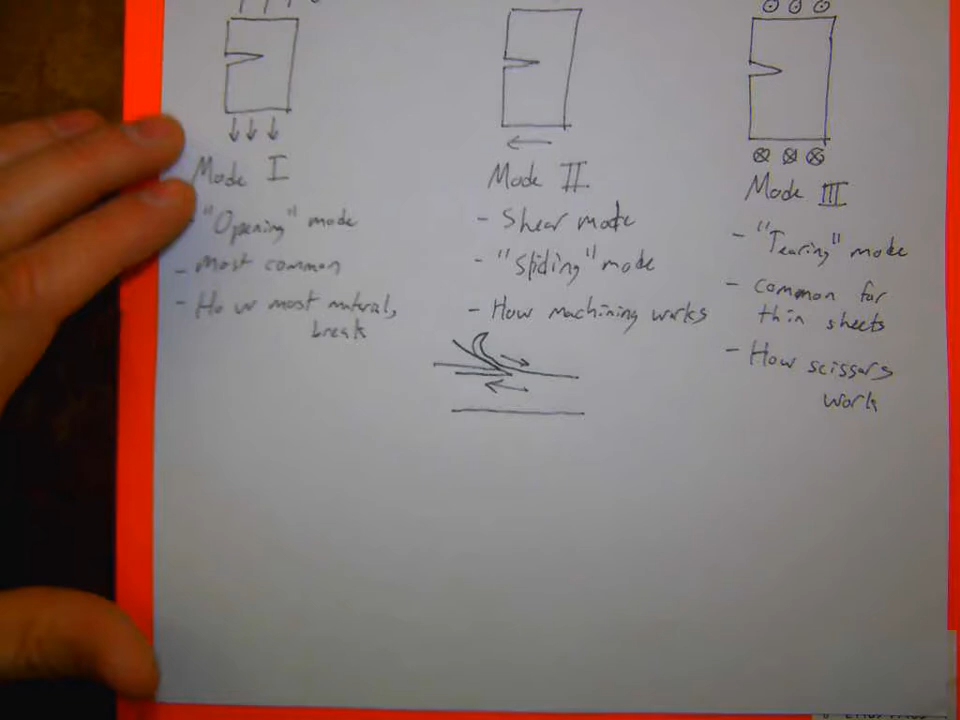 Mode I
"Opening" mode
- Most common
- How most materials
break
Mode II
- Shear mode
- "Sliding" mode
- How machining works
Mode III
- "Tearing" mode
- Common for
thin sheets
- How scissors
work